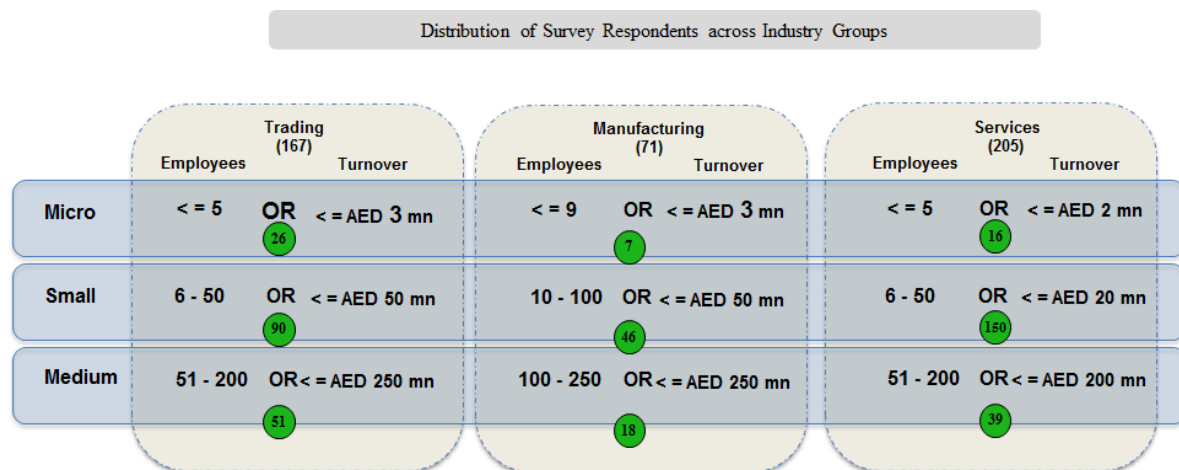 Distribution of Survey Respondents across Industry Groups
Trading
(167)
Employees Turnover
Manufacturing
(71)
Employees Turnover
Services
(205)
Employees Turnover
Micro
< = 5 OR < = AED 3 mn
26
< = 9 OR < = AED 3 mn
7
< = 5 OR < = AED 2 mn
16
Small
6 - 50 OR < = AED 50 mn
90
10 - 100 OR < = AED 50 mn
46
6 - 50 OR < = AED 20 mn
150
Medium
51 - 200 OR < = AED 250 mn
51
100 - 250 OR < = AED 250 mn
18
51 - 200 OR < = AED 200 mn
39